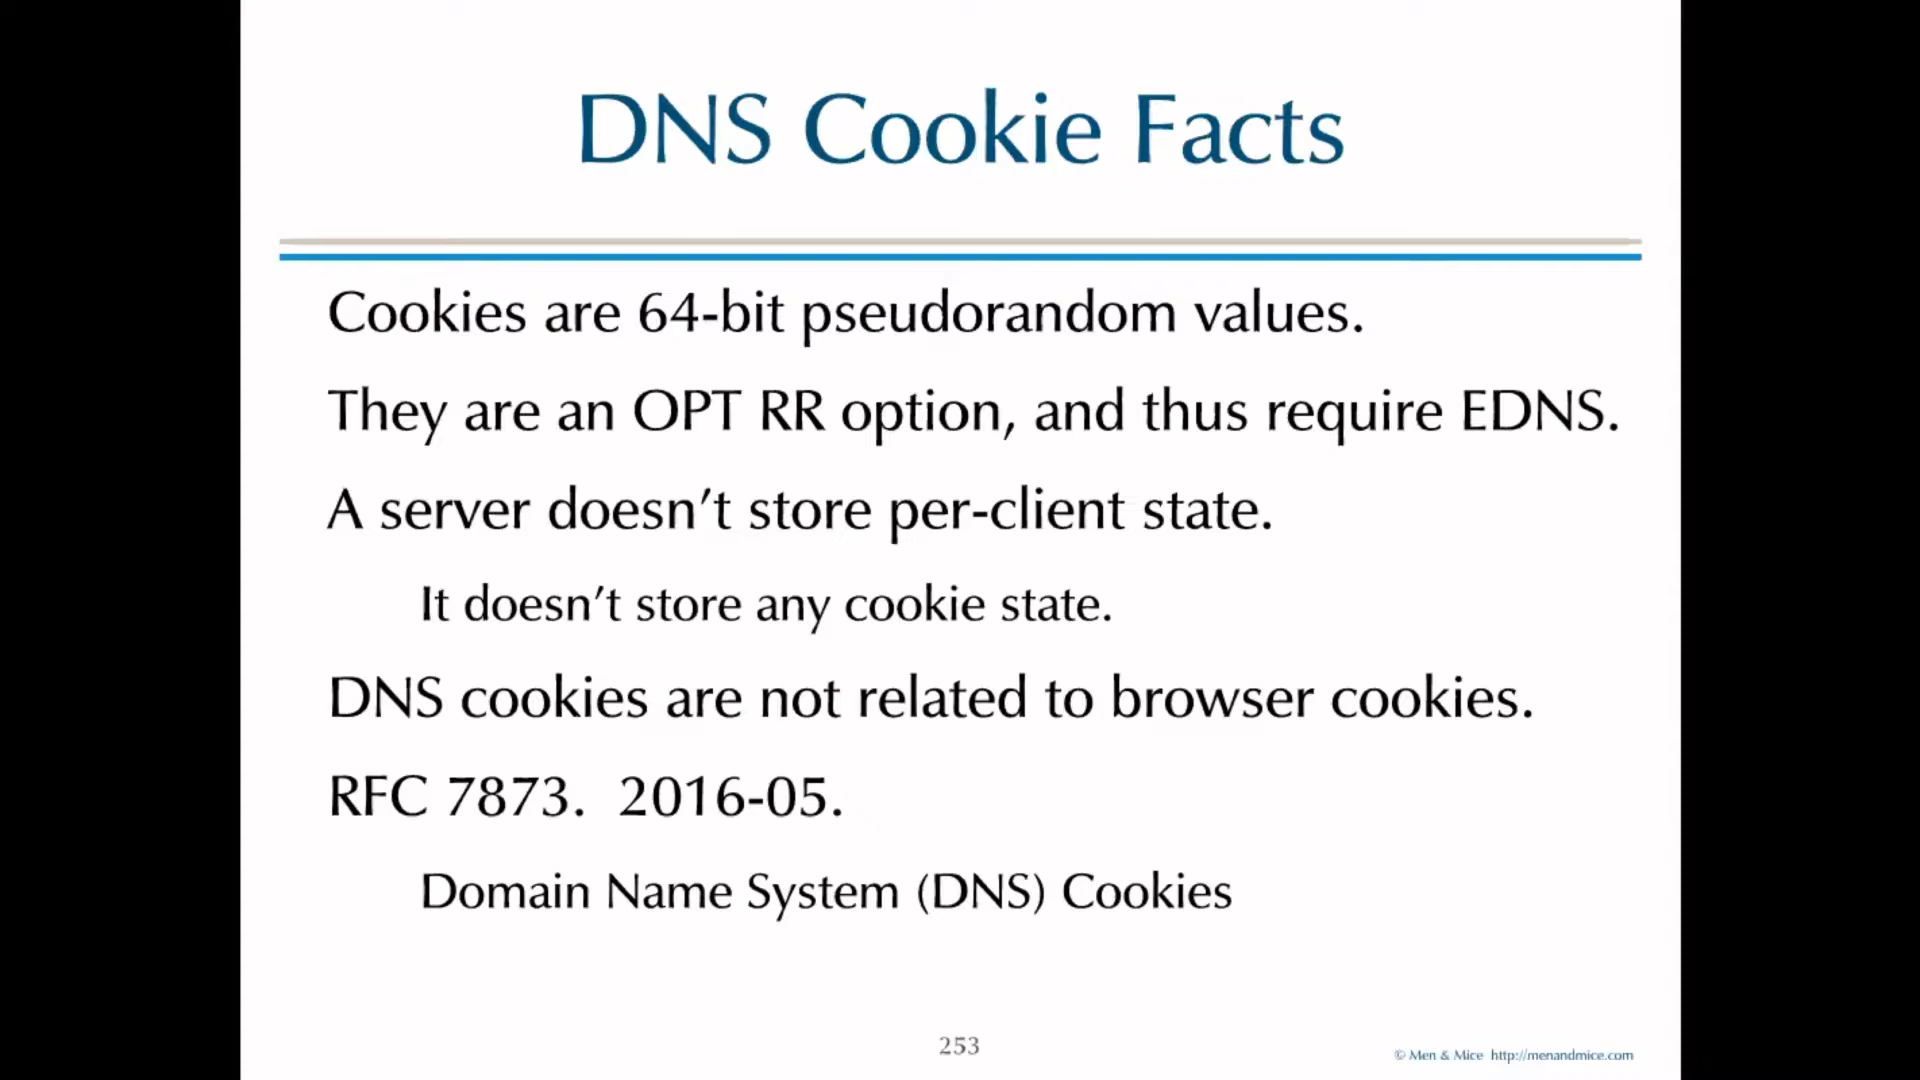 DNS Cookie Facts
Cookies are 64-bit pseudorandom values.
They are an OPT RR option, and thus require EDNS.
A server doesn’t store per-client state.
It doesn’t store any cookie state.
DNS cookies are not related to browser cookies.
RFC 7873.  2016-05.
Domain Name System (DNS) Cookies
253
© Men & Mice  http://menandmice.com